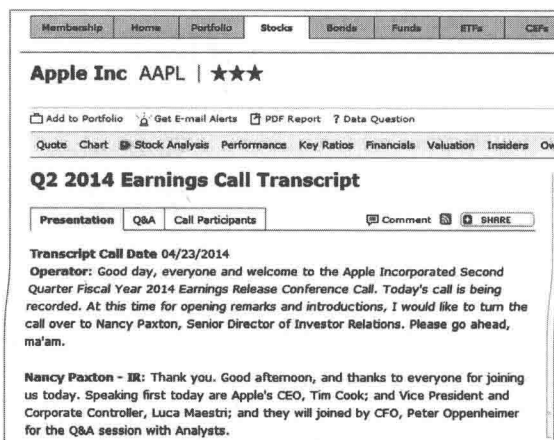 Membership Home Portfolio Stocks Bonds Funds ETFs CEFs
Apple Inc AAPL | ★★★
Add to Portfolio Get E-mail Alerts PDF Report ? Data Question
Quote Chart Stock Analysis Performance Key Ratios Financials Valuation Insiders Ow
Q2 2014 Earnings Call Transcript
Presentation Q&A Call Participants Comment SHARE
Transcript Call Date 04/23/2014
Operator: Good day, everyone and welcome to the Apple Incorporated Second
Quarter Fiscal Year 2014 Earnings Release Conference Call. Today's call is being
recorded. At this time for opening remarks and introductions, I would like to turn the
call over to Nancy Paxton, Senior Director of Investor Relations. Please go ahead,
ma'am.
Nancy Paxton - IR: Thank you. Good afternoon, and thanks to everyone for joining
us today. Speaking first today are Apple's CEO, Tim Cook; and Vice President and
Corporate Controller, Luca Maestri; and they will joined by CFO, Peter Oppenheimer
for the Q&A session with Analysts.